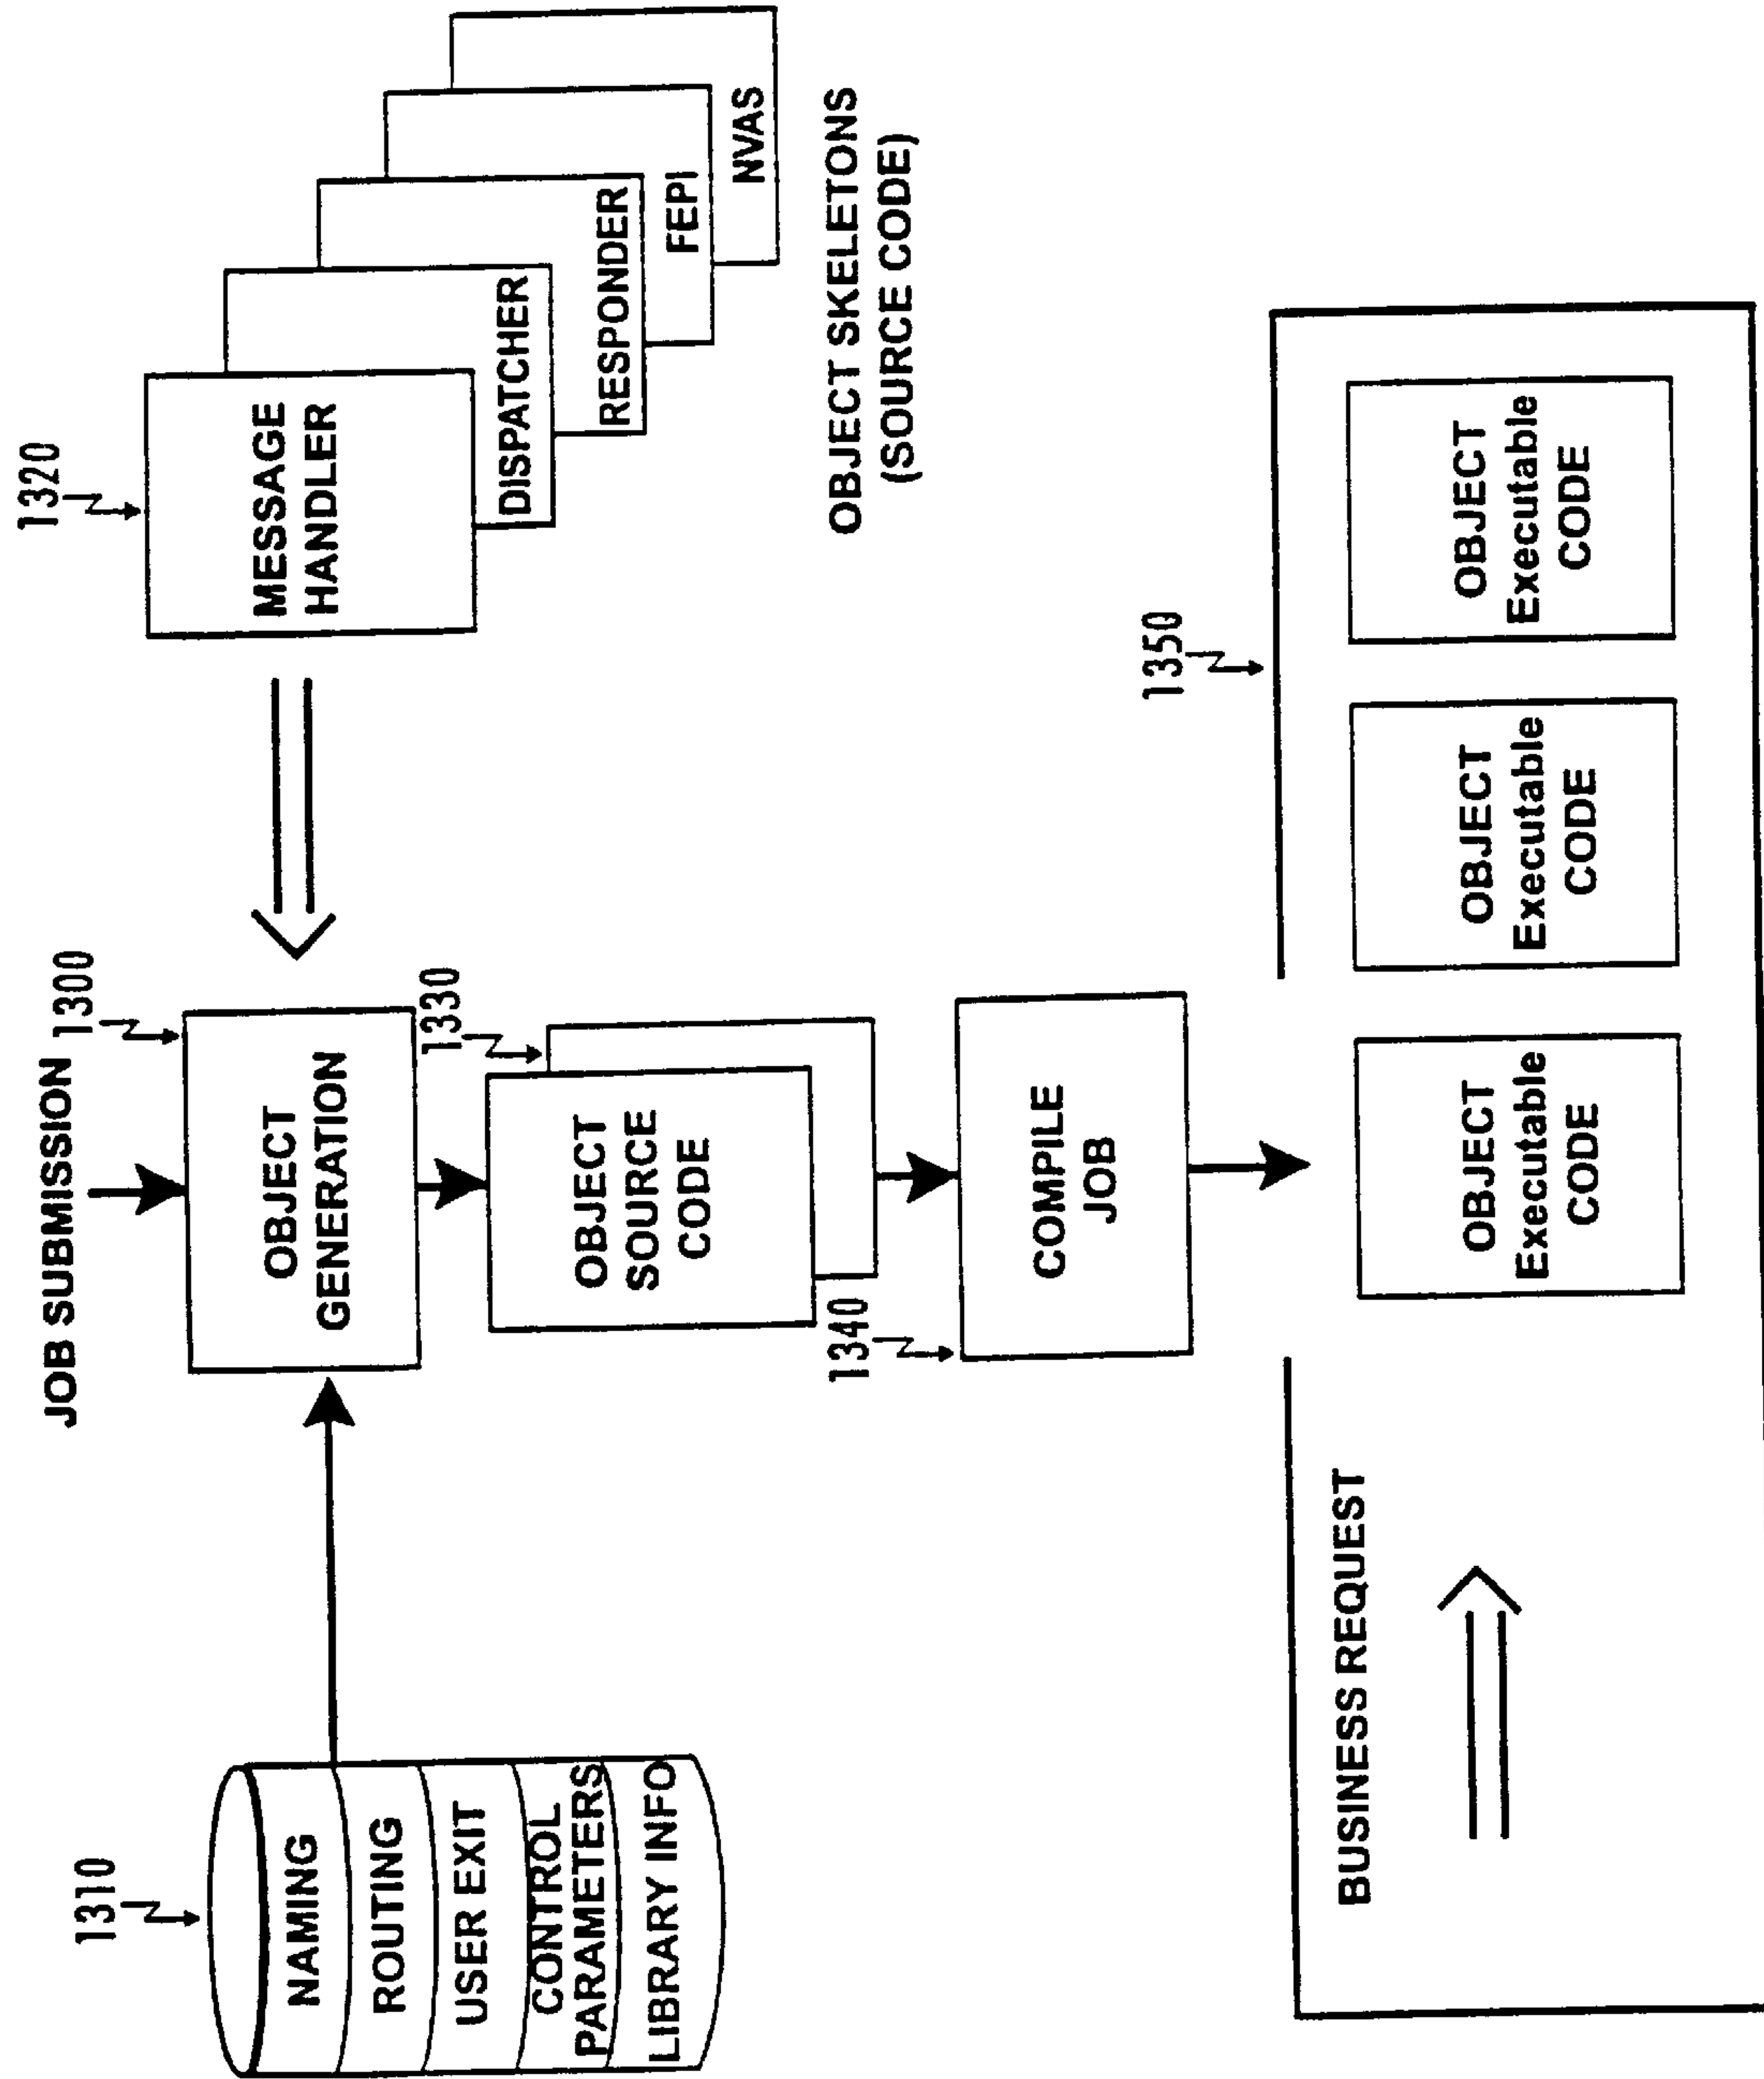 JOB SUBMISSION
1300
1310
NAMING
ROUTING
USER EXIT
CONTROL
PARAMETERS
LIBRARY INFO
OBJECT
GENERATION
1320
MESSAGE
HANDLER
DISPATCHER
RESPONDER
FEPI
NVAS
OBJECT SKELETONS
(SOURCE CODE)
1330
OBJECT
SOURCE
CODE
1340
COMPILE
JOB
1350
BUSINESS REQUEST
OBJECT
Executable
CODE
OBJECT
Executable
CODE
OBJECT
Executable
CODE